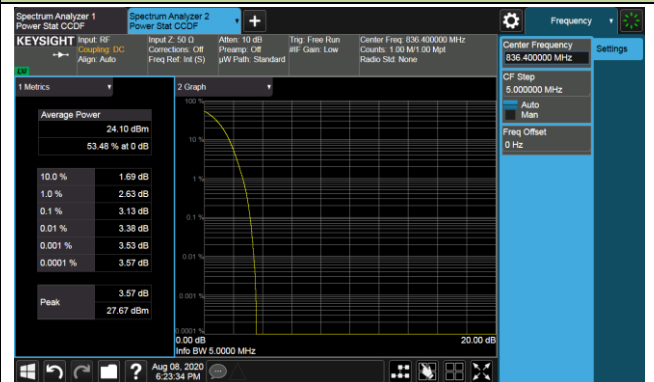 Spectrum Analyzer 1
Power Stat CCDF
Spectrum Analyzer 2
Power Stat CCDF
Frequency
KEYSIGHT
Input: RF
Coupling: DC
Align: Auto
Input Z: 50 Ω
Corrections: Off
Freq Ref: Int (S)
Atten: 10 dB
Preamp: Off
µW Path: Standard
Trig: Free Run
#IF Gain: Low
Center Freq: 836.400000 MHz
Counts: 1.00 M/1.00 Mpt
Radio Std: None
Center Frequency
836.400000 MHz
Settings
CF Step
5.000000 MHz
Auto
Man
Freq Offset
0 Hz
1 Metrics
2 Graph
Average Power
24.10 dBm
53.48 % at 0 dB
10.0 % 1.69 dB
1.0 % 2.63 dB
0.1 % 3.13 dB
0.01 % 3.38 dB
0.001 % 3.53 dB
0.0001 % 3.57 dB
Peak
3.57 dB
27.67 dBm
100 %
10 %
1 %
0.1 %
0.01 %
0.001 %
0.0001 %
0.00 dB
20.00 dB
Info BW 5.0000 MHz
Aug 08, 2020
6:23:34 PM